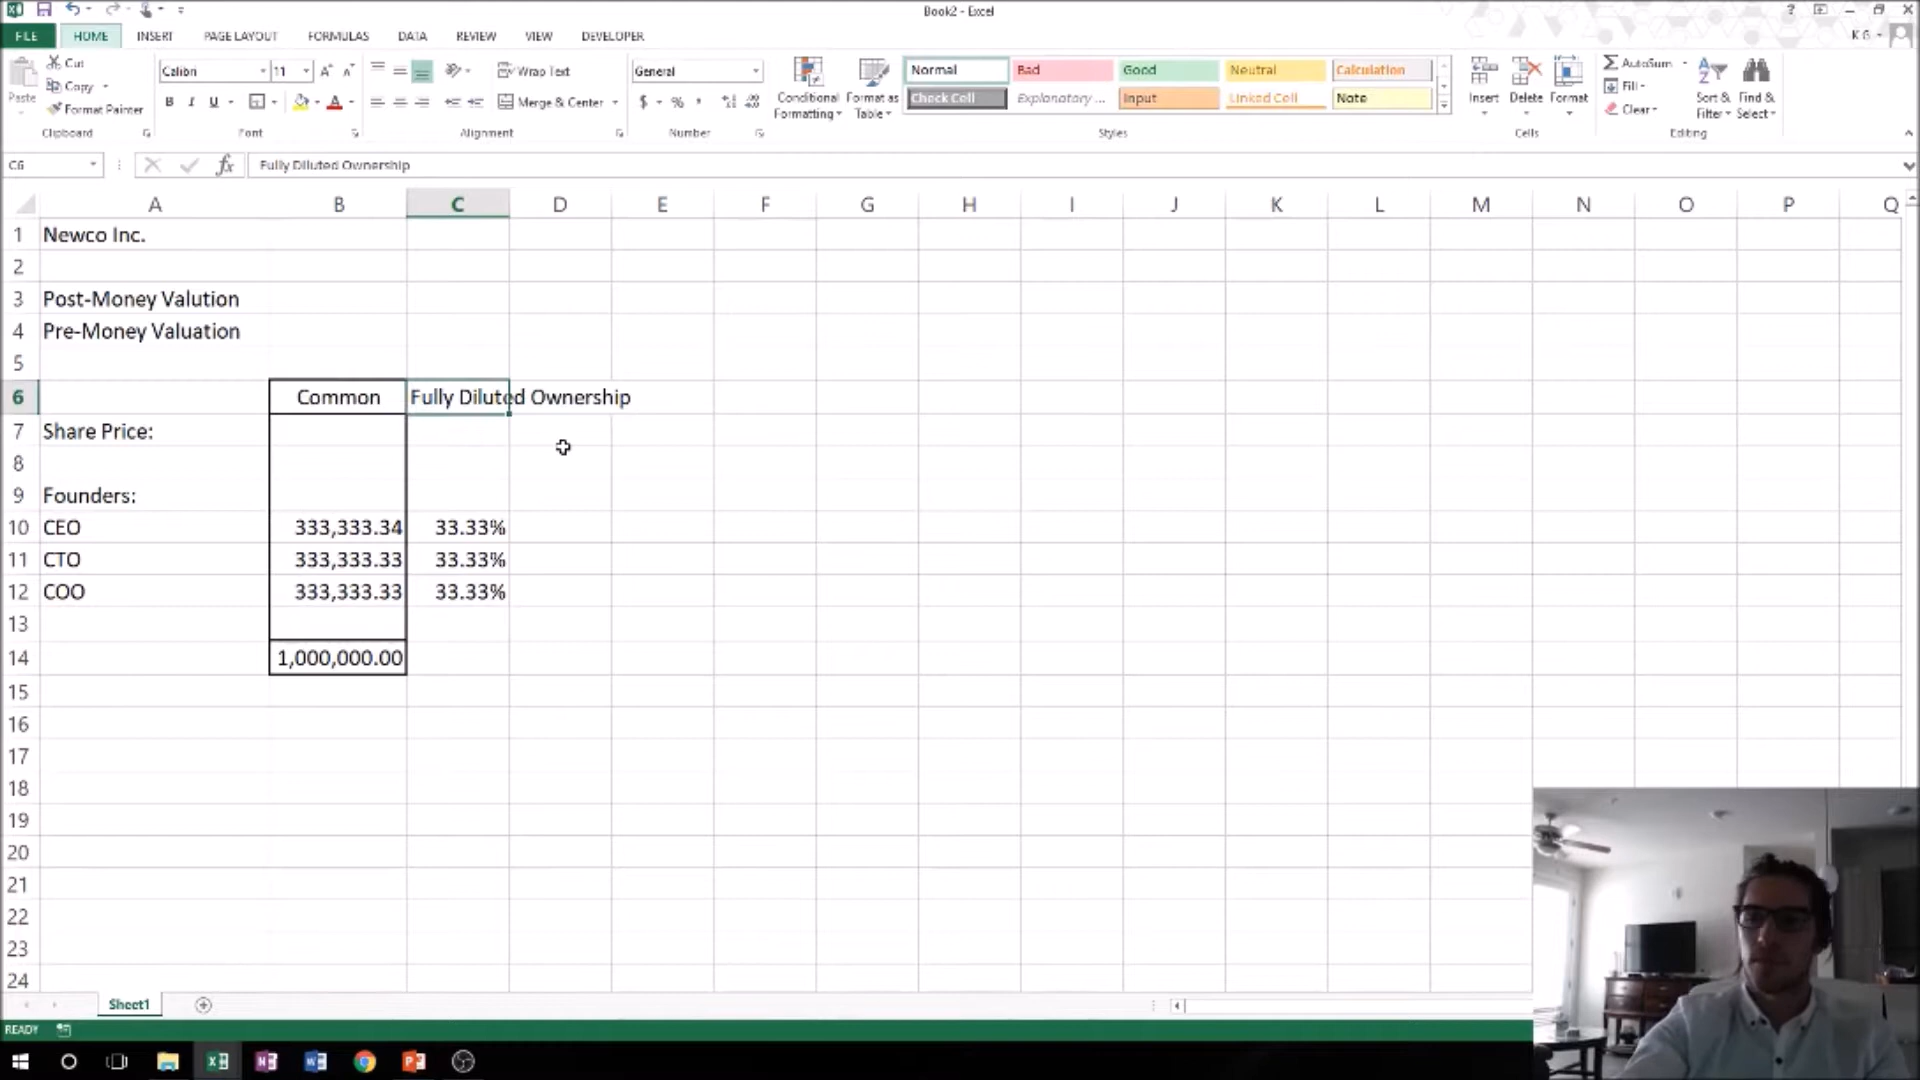 Book2 - Excel
FILE HOME INSERT PAGE LAYOUT FORMULAS DATA REVIEW VIEW DEVELOPER K G
Cut
Copy
Format Painter
Paste
Clipboard
Calibri 11
B I U
Font
Wrap Text
Merge & Center
Alignment
General
$ % ,
Number
Conditional Formatting
Format as Table
Normal Bad Good Neutral Calculation
Check Cell Explanatory ... Input Linked Cell Note
Styles
Insert Delete Format
Cells
AutoSum
Fill
Clear
Sort & Filter
Find & Select
Editing
C6 fx Fully Diluted Ownership
A B C D E F G H I J K L M N O P Q
1 Newco Inc.
2
3 Post-Money Valution
4 Pre-Money Valuation
5
6 Common Fully Diluted Ownership
7 Share Price:
8
9 Founders:
10 CEO 333,333.34 33.33%
11 CTO 333,333.33 33.33%
12 COO 333,333.33 33.33%
13
14 1,000,000.00
15
16
17
18
19
20
21
22
23
24
Sheet1
READY